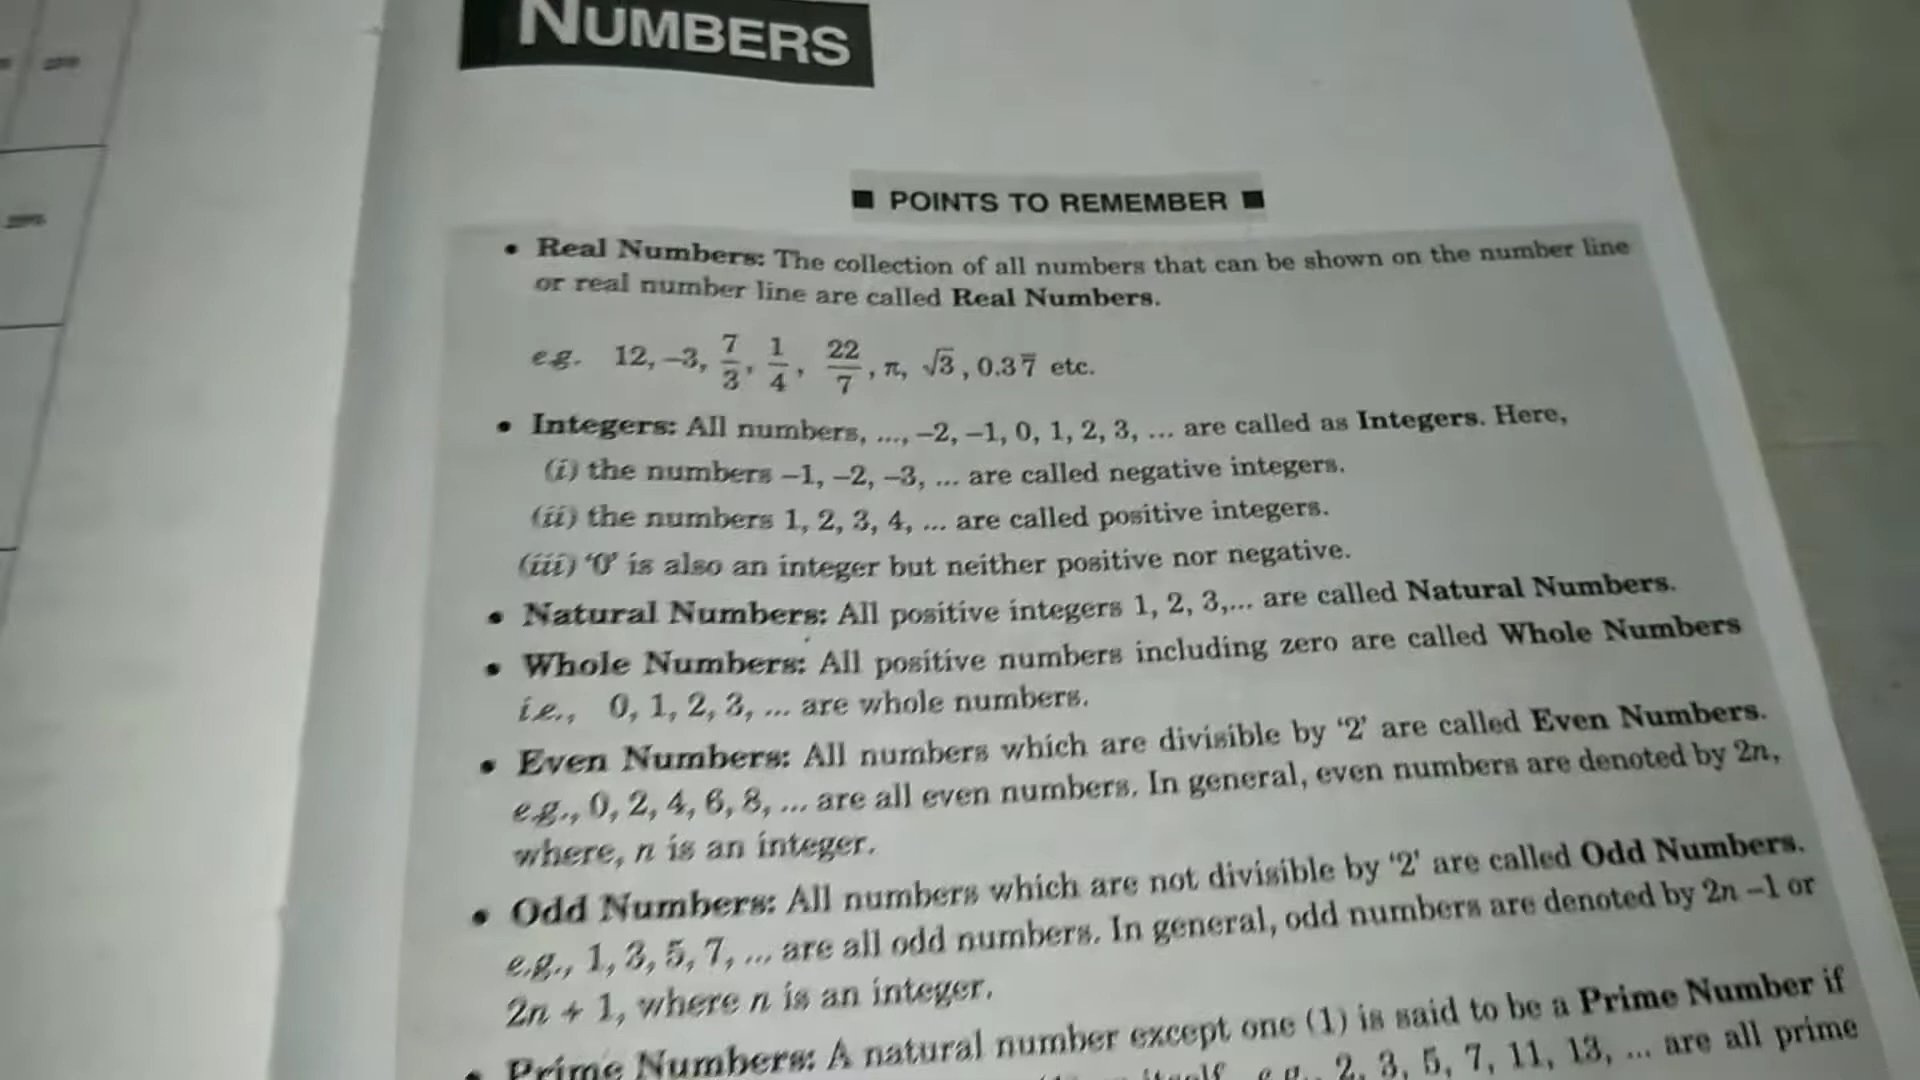 NUMBERS
■ POINTS TO REMEMBER ■
• Real Numbers: The collection of all numbers that can be shown on the number line
or real number line are called Real Numbers.
e.g. 12, –3, 7/3, 1/4, 22/7, π, √3, 0.37̅ etc.
• Integers: All numbers, ..., –2, –1, 0, 1, 2, 3, ... are called as Integers. Here,
(i) the numbers –1, –2, –3, ... are called negative integers.
(ii) the numbers 1, 2, 3, 4, ... are called positive integers.
(iii) ‘0’ is also an integer but neither positive nor negative.
• Natural Numbers: All positive integers 1, 2, 3,... are called Natural Numbers.
• Whole Numbers: All positive numbers including zero are called Whole Numbers
i.e., 0, 1, 2, 3, ... are whole numbers.
• Even Numbers: All numbers which are divisible by ‘2’ are called Even Numbers.
e.g., 0, 2, 4, 6, 8, ... are all even numbers. In general, even numbers are denoted by 2n,
where, n is an integer.
• Odd Numbers: All numbers which are not divisible by ‘2’ are called Odd Numbers.
e.g., 1, 3, 5, 7, ... are all odd numbers. In general, odd numbers are denoted by 2n –1 or
2n + 1, where n is an integer.
• Prime Numbers: A natural number except one (1) is said to be a Prime Number if
itself e.g., 2, 3, 5, 7, 11, 13, ... are all prime